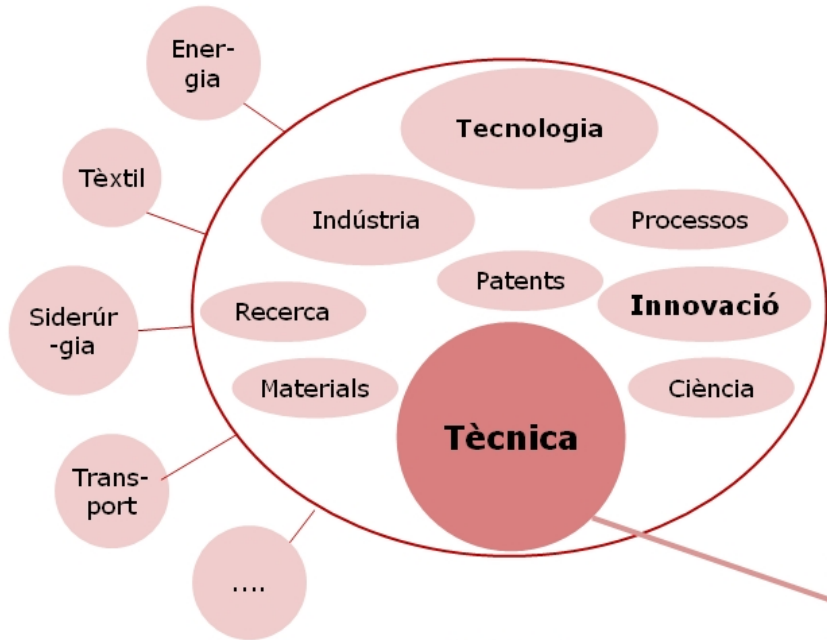 Ener-
gia
Tecnologia
Tèxtil
Indústria
Processos
Patents
Innovació
Siderúr-
-gia
Recerca
Materials
Ciència
Tècnica
Trans-
port
....